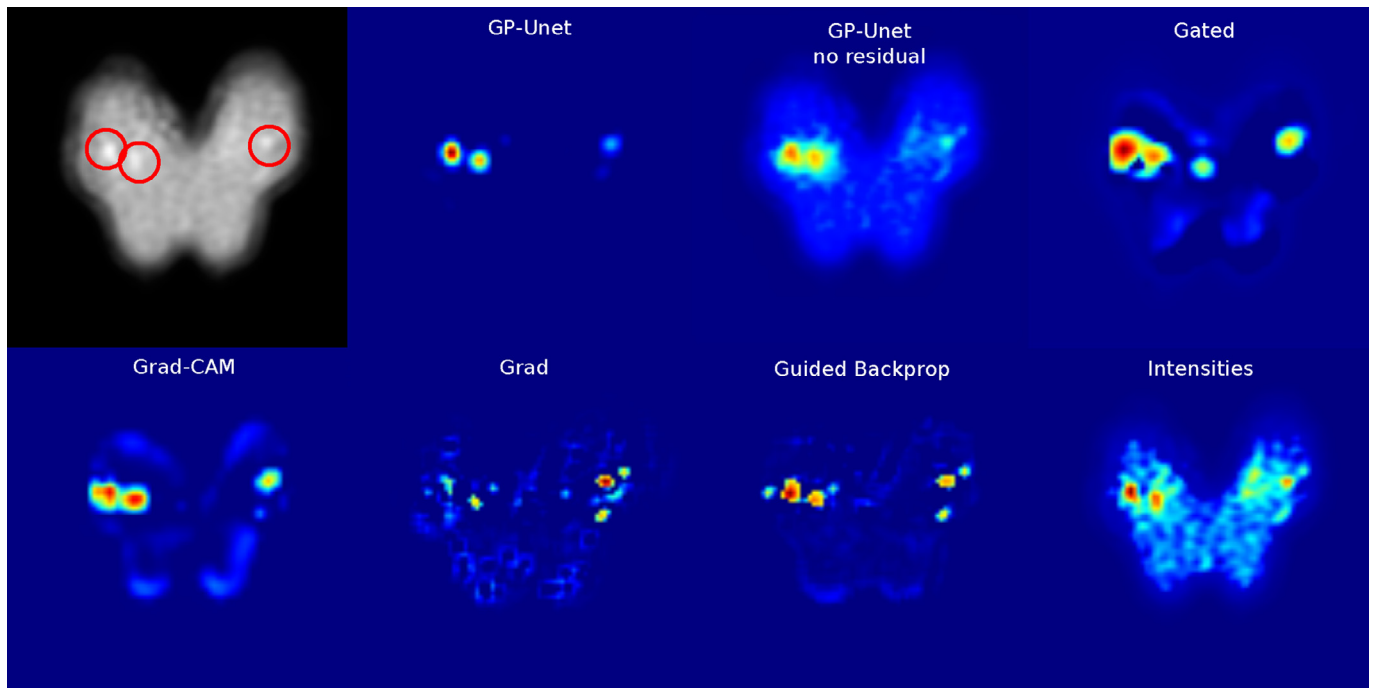 GP-Unet
GP-Unet
no residual
Gated
Grad-CAM
Grad
Guided Backprop
Intensities